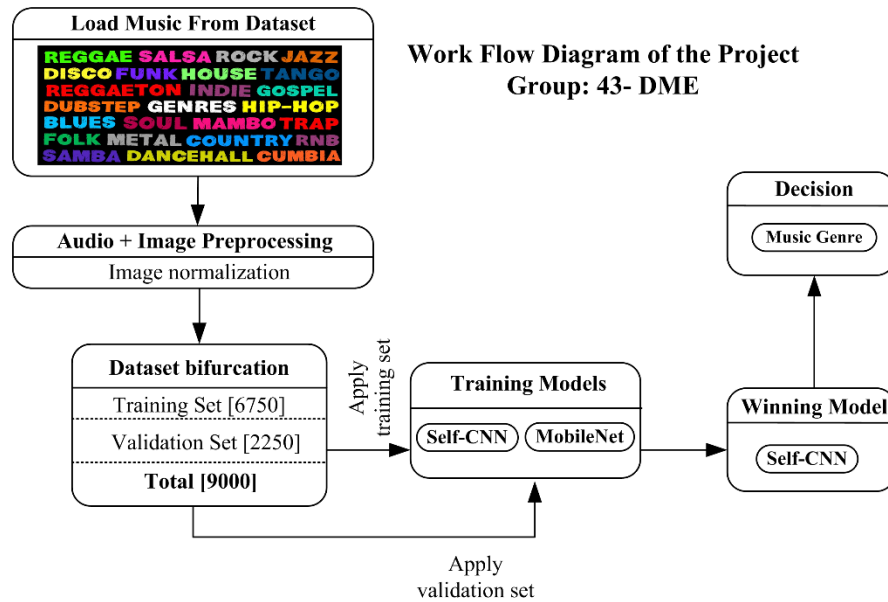 Load Music From Dataset
REGGAE SALSA ROCK JAZZ
DISCO FUNK HOUSE TANGO
REGGAETON INDIE GOSPEL
DUBSTEP GENRES HIP-HOP
BLUES SOUL MAMBO TRAP
FOLK METAL COUNTRY RNB
SAMBA DANCEHALL CUMBIA
Work Flow Diagram of the Project
Group: 43- DME
Audio + Image Preprocessing
Image normalization
Dataset bifurcation
Training Set [6750]
Validation Set [2250]
Total [9000]
Apply
training set
Apply
validation set
Training Models
Self-CNN MobileNet
Winning Model
Self-CNN
Decision
Music Genre